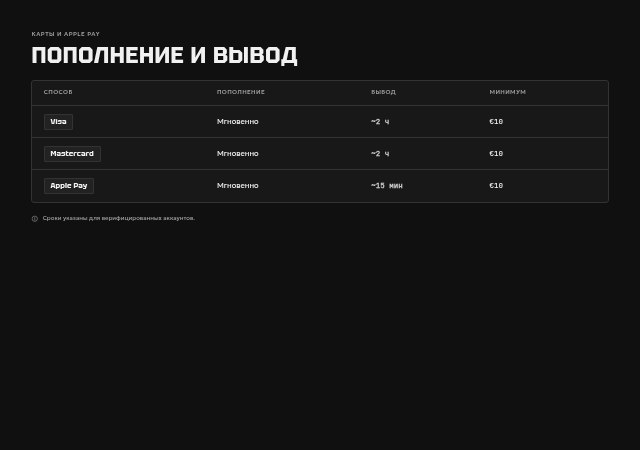 КАРТЫ И APPLE PAY
ПОПОЛНЕНИЕ И ВЫВОД
СПОСОБ ПОПОЛНЕНИЕ ВЫВОД МИНИМУМ
Visa Мгновенно ~2 ч €10
Mastercard Мгновенно ~2 ч €10
Apple Pay Мгновенно ~15 мин €10
Сроки указаны для верифицированных аккаунтов.